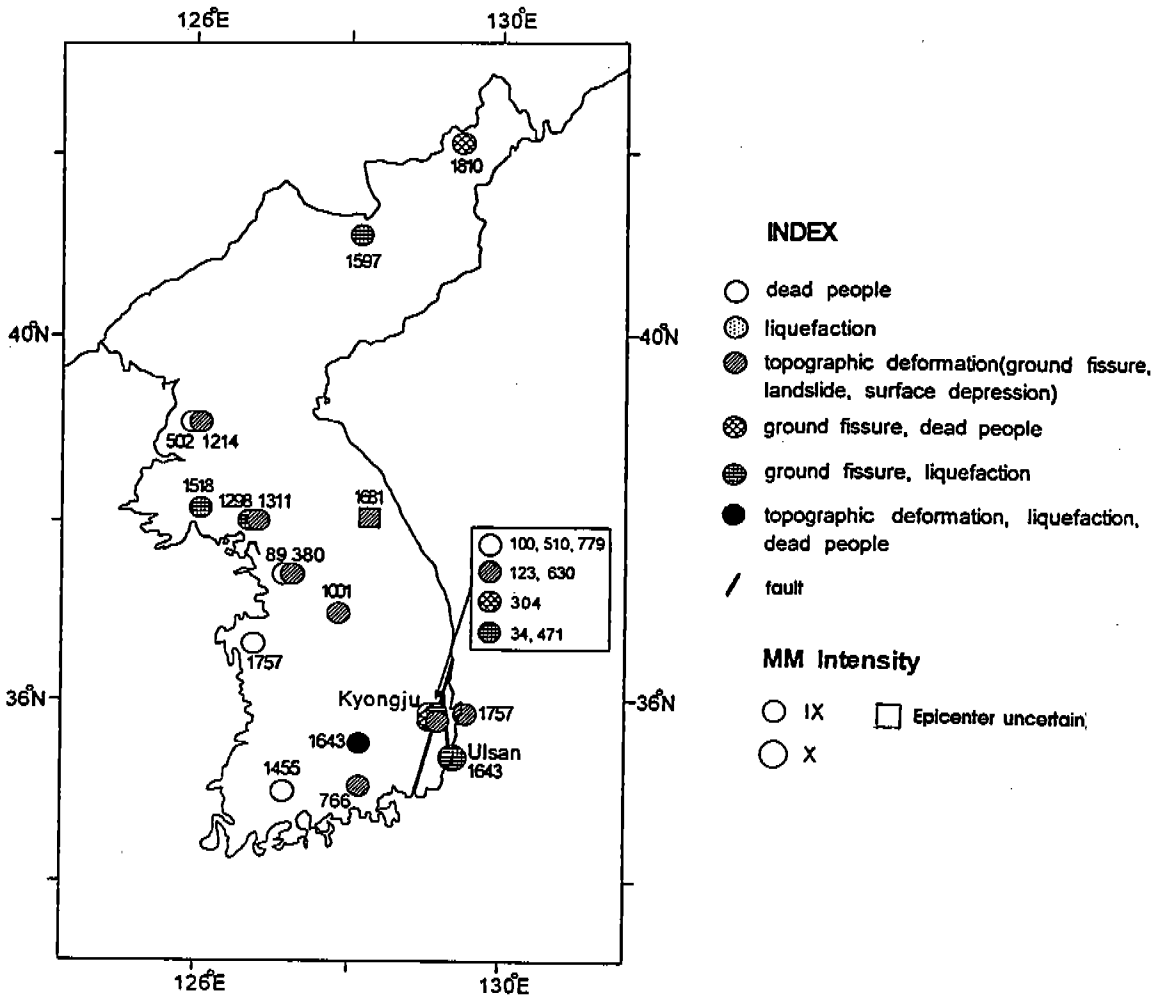 126°E
130°E
1810
1597
40°N
40°N
502 1214
1518
1298 1311
1681
89 380
1001
1757
100, 510, 779
123, 630
304
34, 471
36°N
36°N
Kyongju
1757
1643
Ulsan
1643
1455
766
126°E
130°E
INDEX
dead people
liquefaction
topographic deformation(ground fissure,
landslide, surface depression)
ground fissure, dead people
ground fissure, liquefaction
topographic deformation, liquefaction,
dead people
fault
MM Intensity
IX
Epicenter uncertain
X